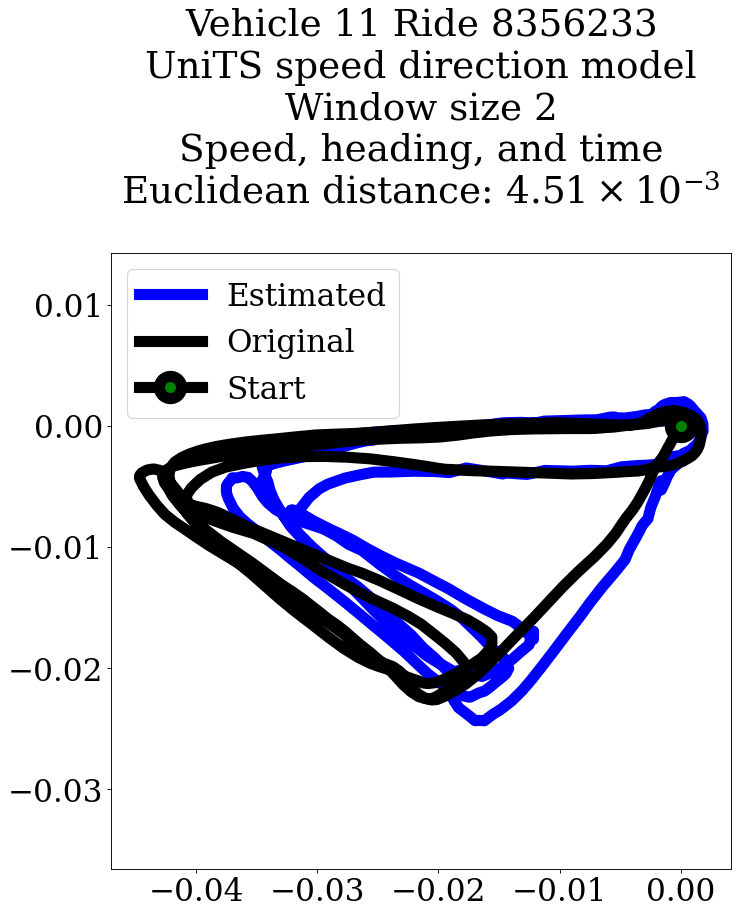 Vehicle 11 Ride 8356233
UniTS speed direction model
Window size 2
Speed, heading, and time
Euclidean distance: 4.51 × 10⁻³
Estimated
Original
Start
0.01
0.00
−0.01
−0.02
−0.03
−0.04 −0.03 −0.02 −0.01 0.00